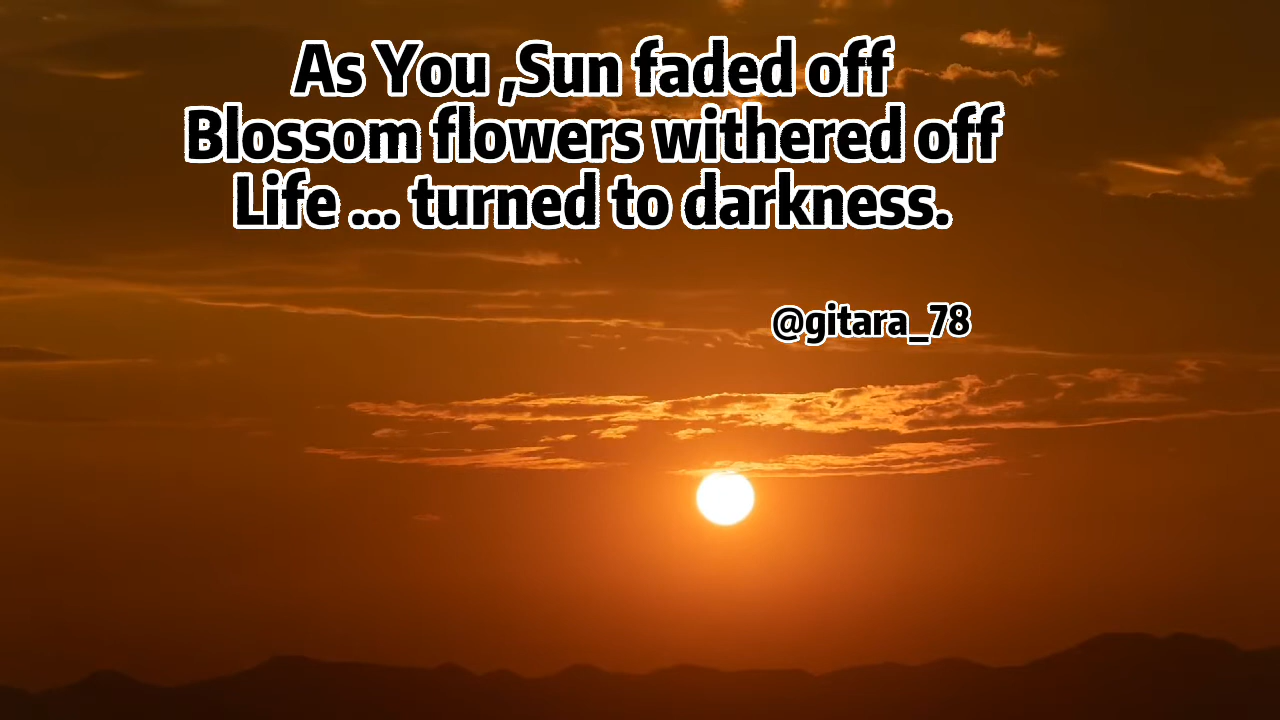 As You ,Sun faded off
Blossom flowers withered off
Life ... turned to darkness.
@gitara_78